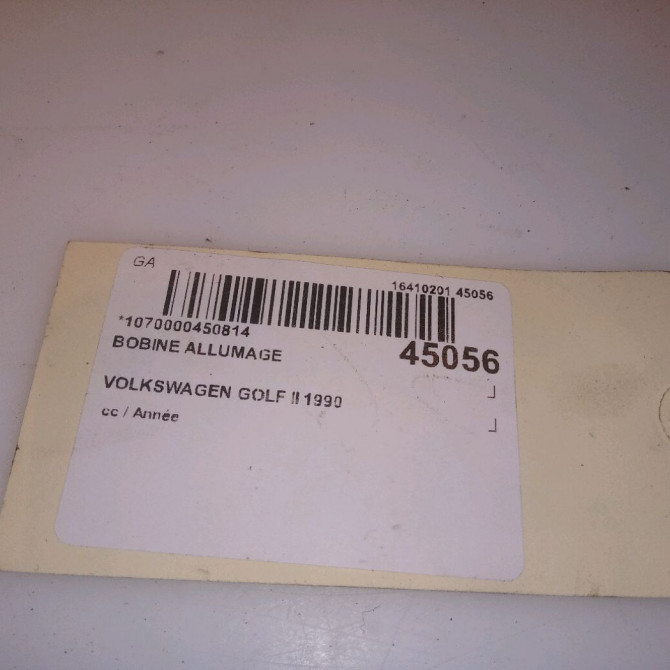 GA
16410201 45056
*1070000450814
45056
BOBINE ALLUMAGE
VOLKSWAGEN GOLF II 1990
cc / Année